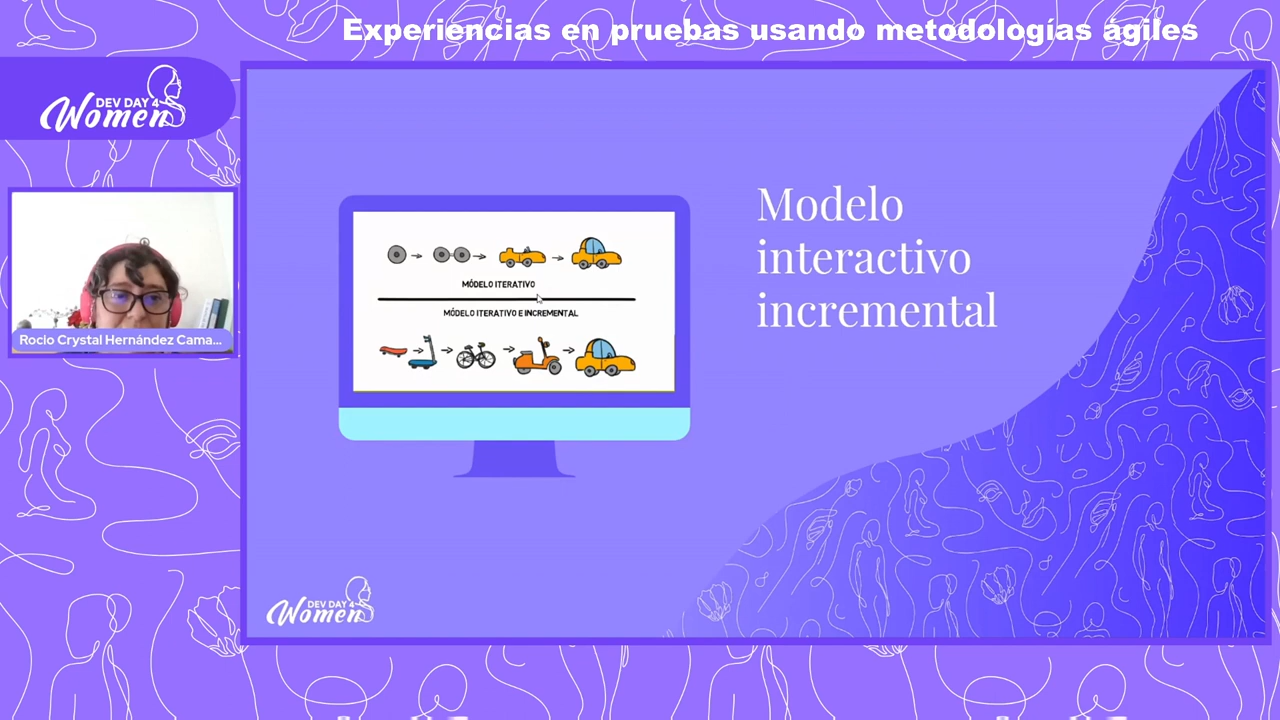 Experiencias en pruebas usando metodologías ágiles
DEV DAY 4
Women
Rocio Crystal Hernández Cama...
MÓDELO ITERATIVO
MÓDELO ITERATIVO E INCREMENTAL
Modelo
interactivo
incremental
DEV DAY 4
Women